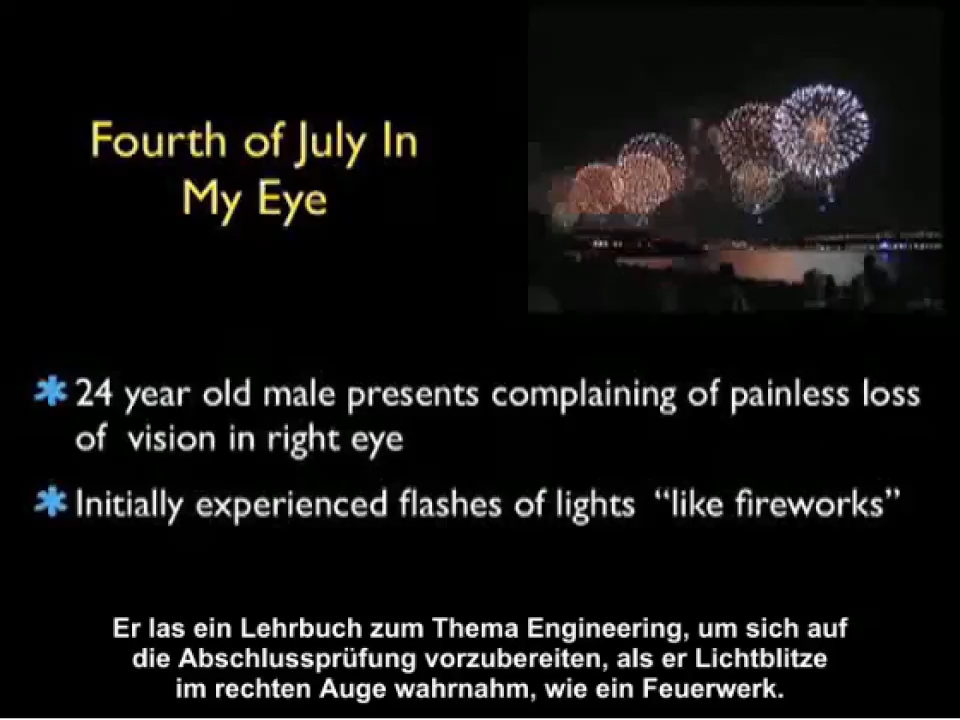 Fourth of July In
My Eye
✱ 24 year old male presents complaining of painless loss
of vision in right eye
✱ Initially experienced flashes of lights “like fireworks”
Er las ein Lehrbuch zum Thema Engineering, um sich auf
die Abschlussprüfung vorzubereiten, als er Lichtblitze
im rechten Auge wahrnahm, wie ein Feuerwerk.